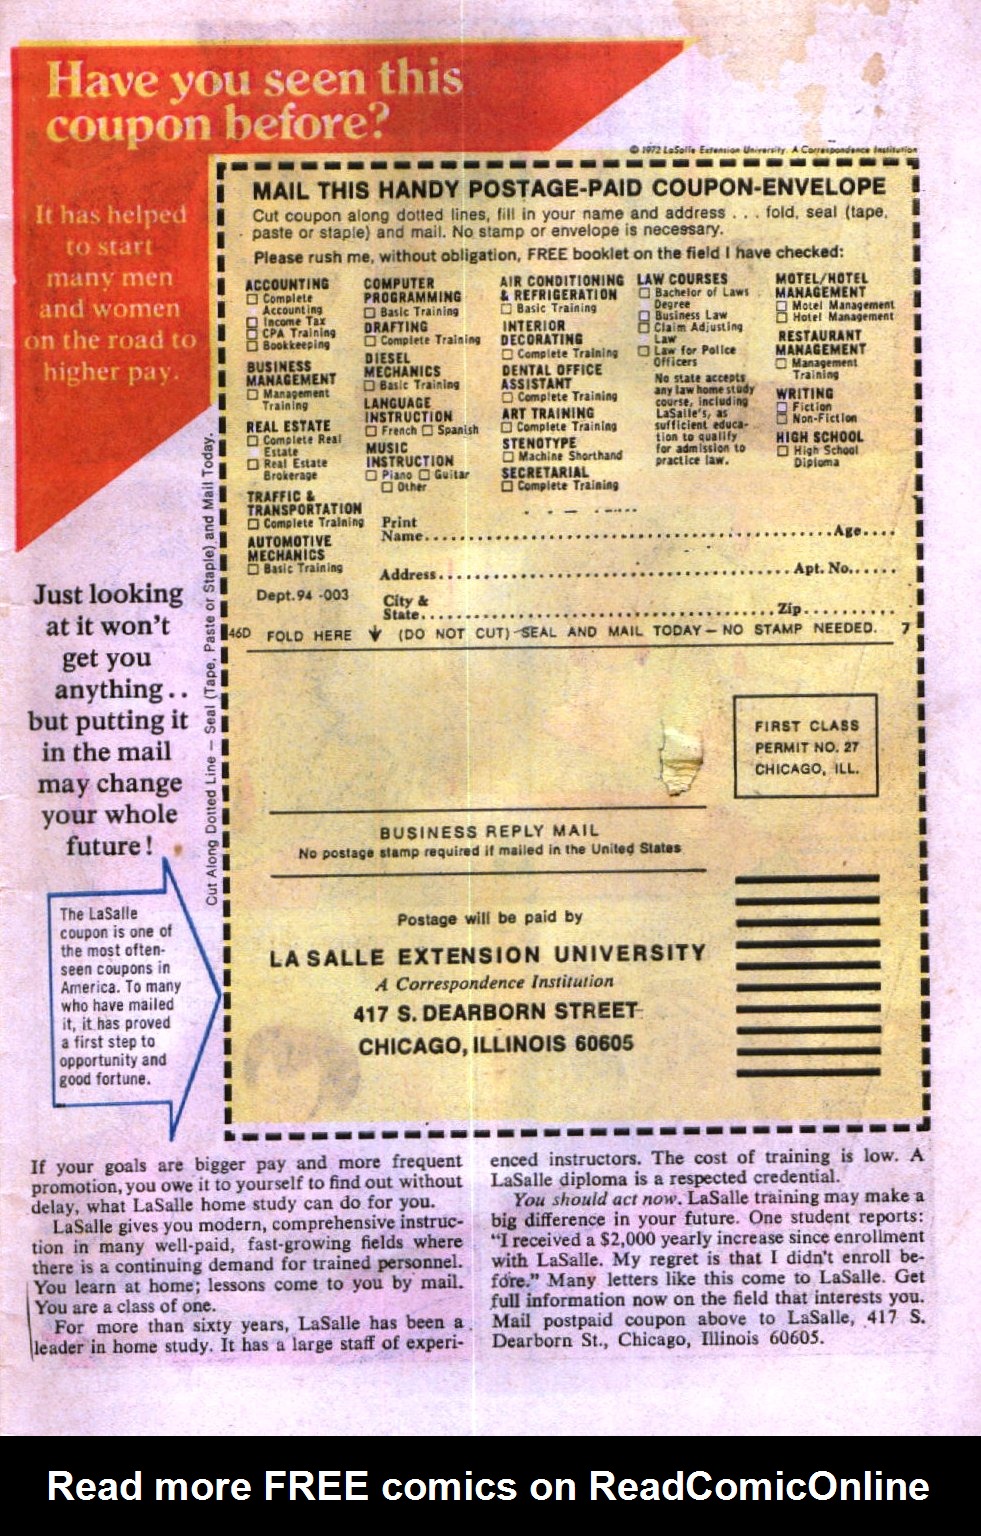 Have you seen this
coupon before?
It has helped
to start
many men
and women
on the road to
higher pay.
© 1972 LaSalle Extension University. A Correspondence Institution
MAIL THIS HANDY POSTAGE-PAID COUPON-ENVELOPE
Cut coupon along dotted lines, fill in your name and address . . . fold, seal (tape,
paste or staple) and mail. No stamp or envelope is necessary.
Please rush me, without obligation, FREE booklet on the field I have checked:
ACCOUNTING
☐ Complete
Accounting
☐ Income Tax
☐ CPA Training
☐ Bookkeeping
BUSINESS
MANAGEMENT
☐ Management
Training
REAL ESTATE
☐ Complete Real
Estate
☐ Real Estate
Brokerage
TRAFFIC &
TRANSPORTATION
☐ Complete Training
AUTOMOTIVE
MECHANICS
☐ Basic Training
COMPUTER
PROGRAMMING
☐ Basic Training
DRAFTING
☐ Complete Training
DIESEL
MECHANICS
☐ Basic Training
LANGUAGE
INSTRUCTION
☐ French ☐ Spanish
MUSIC
INSTRUCTION
☐ Piano ☐ Guitar
☐ Other
AIR CONDITIONING
& REFRIGERATION
☐ Basic Training
INTERIOR
DECORATING
☐ Complete Training
DENTAL OFFICE
ASSISTANT
☐ Complete Training
ART TRAINING
☐ Complete Training
STENOTYPE
☐ Machine Shorthand
SECRETARIAL
☐ Complete Training
LAW COURSES
☐ Bachelor of Laws
Degree
☐ Business Law
☐ Claim Adjusting
Law
☐ Law for Police
Officers
No state accepts
any law home study
course, including
LaSalle's, as
sufficient educa-
tion to qualify
for admission to
practice law.
MOTEL/HOTEL
MANAGEMENT
☐ Motel Management
☐ Hotel Management
RESTAURANT
MANAGEMENT
☐ Management
Training
WRITING
☐ Fiction
☐ Non-Fiction
HIGH SCHOOL
☐ High School
Diploma
Print
Name.......... Age....
Address.......... Apt. No......
Dept. 94 -003
City &
State.......... Zip..........
46D FOLD HERE ↓ (DO NOT CUT)-SEAL AND MAIL TODAY — NO STAMP NEEDED. 7
Cut Along Dotted Line — Seal (Tape, Paste or Staple) and Mail Today.
Just looking
at it won't
get you
anything . .
but putting it
in the mail
may change
your whole
future!
FIRST CLASS
PERMIT NO. 27
CHICAGO, ILL.
BUSINESS REPLY MAIL
No postage stamp required if mailed in the United States
Postage will be paid by
LA SALLE EXTENSION UNIVERSITY
A Correspondence Institution
417 S. DEARBORN STREET
CHICAGO, ILLINOIS 60605
The LaSalle
coupon is one of
the most often-
seen coupons in
America. To many
who have mailed
it, it has proved
a first step to
opportunity and
good fortune.
If your goals are bigger pay and more frequent
promotion, you owe it to yourself to find out without
delay, what LaSalle home study can do for you.
LaSalle gives you modern, comprehensive instruc-
tion in many well-paid, fast-growing fields where
there is a continuing demand for trained personnel.
You learn at home; lessons come to you by mail.
You are a class of one.
For more than sixty years, LaSalle has been a
leader in home study. It has a large staff of experi-
enced instructors. The cost of training is low. A
LaSalle diploma is a respected credential.
You should act now. LaSalle training may make a
big difference in your future. One student reports:
"I received a $2,000 yearly increase since enrollment
with LaSalle. My regret is that I didn't enroll be-
fore." Many letters like this come to LaSalle. Get
full information now on the field that interests you.
Mail postpaid coupon above to LaSalle, 417 S.
Dearborn St., Chicago, Illinois 60605.
Read more FREE comics on ReadComicOnline